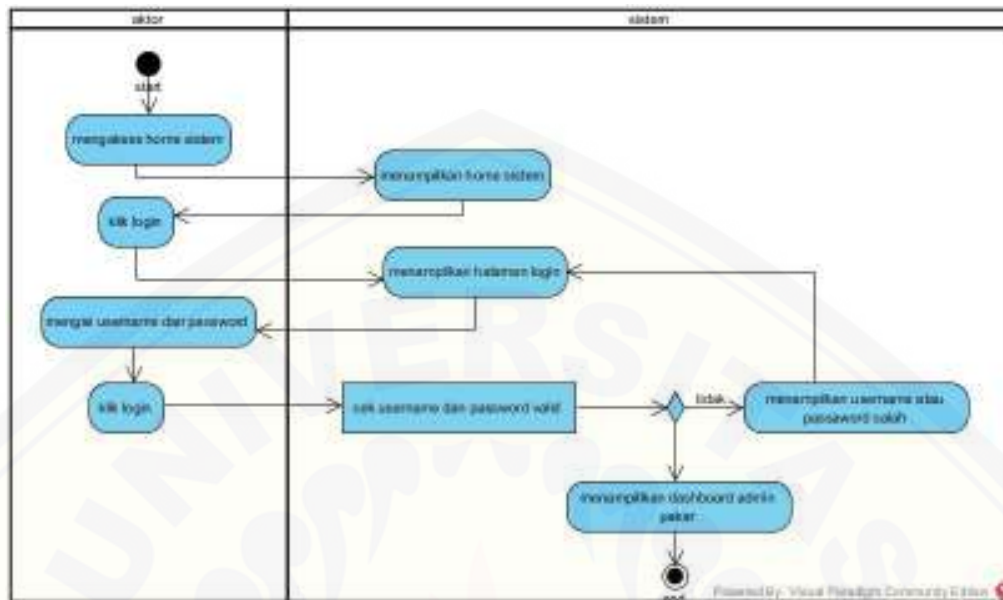 aktor
sistem
start
mengakses home sistem
menampilkan home sistem
klik login
menampilkan halaman login
mengisi username dan password
klik login
cek username dan password valid
tidak
menampilkan username atau
password salah
menampilkan dashboard admin
pakar
end
Powered By: Visual Paradigm Community Edition
UNIVERSITAS